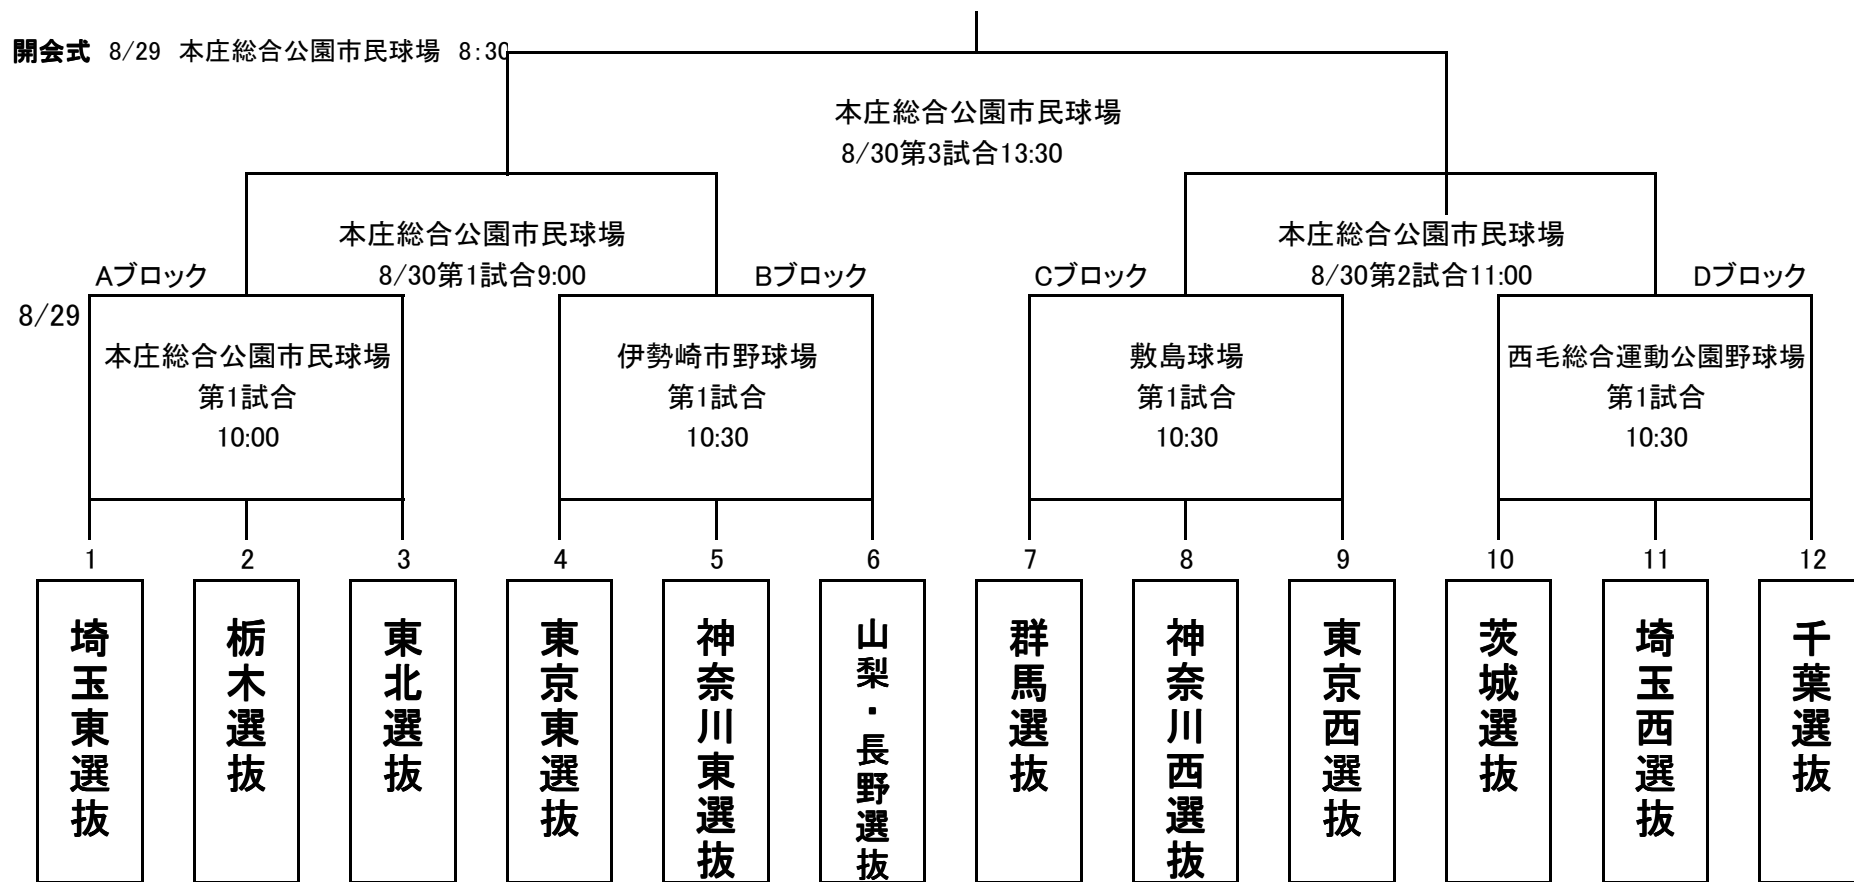 開会式 8/29 本庄総合公園市民球場 8:30
本庄総合公園市民球場
8/30第3試合13:30
本庄総合公園市民球場
8/30第1試合9:00
本庄総合公園市民球場
8/30第2試合11:00
Aブロック
Bブロック
Cブロック
Dブロック
8/29
本庄総合公園市民球場
第1試合
10:00
伊勢崎市野球場
第1試合
10:30
敷島球場
第1試合
10:30
西毛総合運動公園野球場
第1試合
10:30
1
2
3
4
5
6
7
8
9
10
11
12
埼玉東選抜
栃木選抜
東北選抜
東京東選抜
神奈川東選抜
山梨・長野選抜
群馬選抜
神奈川西選抜
東京西選抜
茨城選抜
埼玉西選抜
千葉選抜